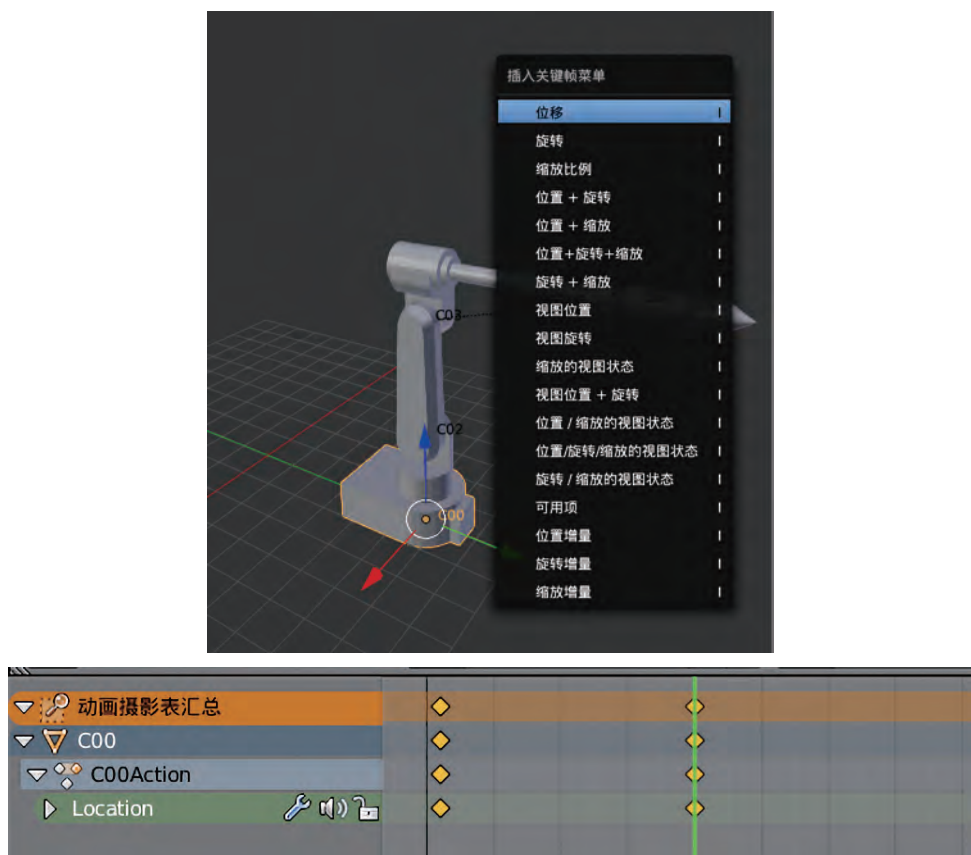 插入关键帧菜单
位移 I
旋转 I
缩放比例 I
位置 + 旋转 I
位置 + 缩放 I
位置+旋转+缩放 I
旋转 + 缩放 I
视图位置 I
视图旋转 I
缩放的视图状态 I
视图位置 + 旋转 I
位置 / 缩放的视图状态 I
位置/旋转/缩放的视图状态 I
旋转 / 缩放的视图状态 I
可用项 I
位置增量 I
旋转增量 I
缩放增量 I
C03
C02
C00
动画摄影表汇总
C00
C00Action
Location